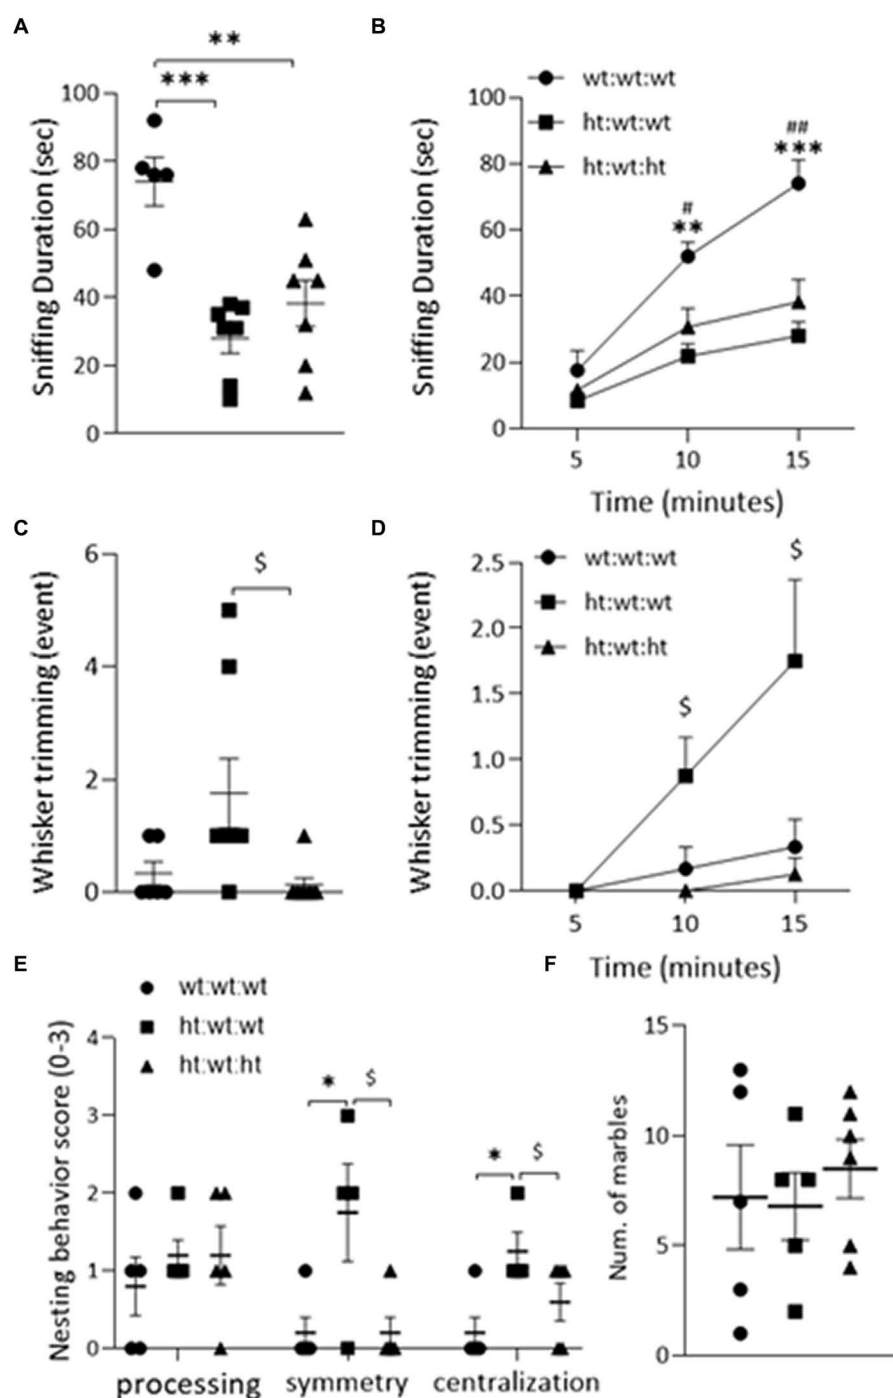 A
Sniffing Duration (sec)
100
80
60
40
20
0
**
***
B
Sniffing Duration (sec)
100
80
60
40
20
0
wt:wt:wt
ht:wt:wt
ht:wt:ht
#
**
##
***
5 10 15
Time (minutes)
C
Whisker trimming (event)
6
4
2
0
$
D
Whisker trimming (event)
2.5
2.0
1.5
1.0
0.5
0.0
wt:wt:wt
ht:wt:wt
ht:wt:ht
$
$
5 10 15
Time (minutes)
E
Nesting behavior score (0-3)
4
3
2
1
0
wt:wt:wt
ht:wt:wt
ht:wt:ht
* $
* $
processing symmetry centralization
F
Num. of marbles
15
10
5
0